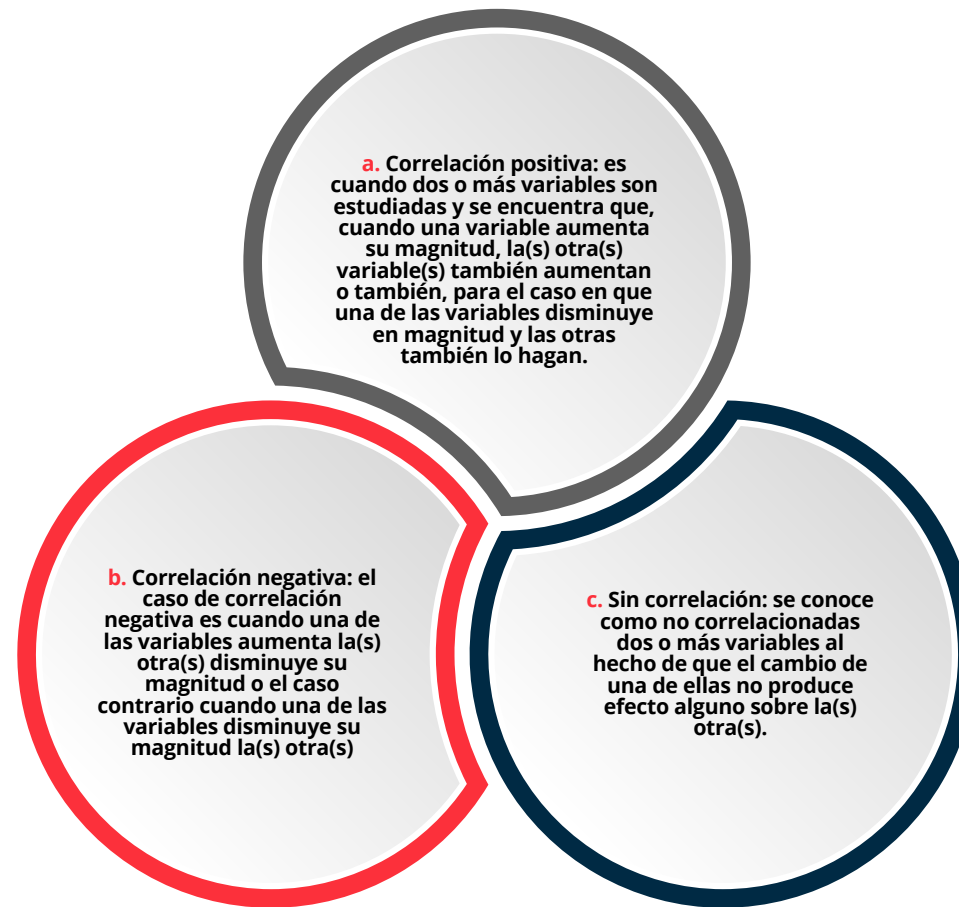 a. Correlación positiva: es
cuando dos o más variables son
estudiadas y se encuentra que,
cuando una variable aumenta
su magnitud, la(s) otra(s)
variable(s) también aumentan
o también, para el caso en que
una de las variables disminuye
en magnitud y las otras
también lo hagan.
b. Correlación negativa: el
caso de correlación
negativa es cuando una de
las variables aumenta la(s)
otra(s) disminuye su
magnitud o el caso
contrario cuando una de las
variables disminuye su
magnitud la(s) otra(s)
c. Sin correlación: se conoce
como no correlacionadas
dos o más variables al
hecho de que el cambio de
una de ellas no produce
efecto alguno sobre la(s)
otra(s).